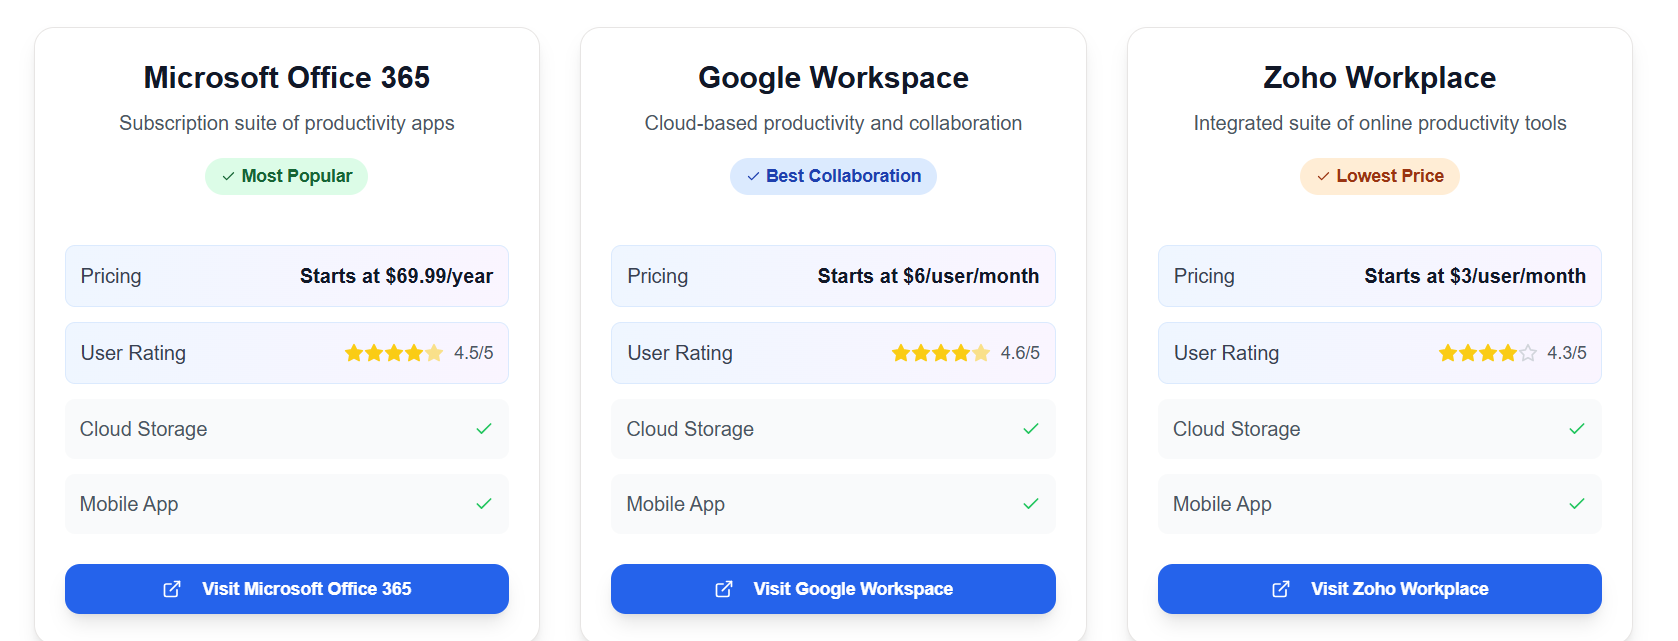 Microsoft Office 365
Subscription suite of productivity apps
Most Popular
Pricing Starts at $69.99/year
User Rating 4.5/5
Cloud Storage
Mobile App
Visit Microsoft Office 365
Google Workspace
Cloud-based productivity and collaboration
Best Collaboration
Pricing Starts at $6/user/month
User Rating 4.6/5
Cloud Storage
Mobile App
Visit Google Workspace
Zoho Workplace
Integrated suite of online productivity tools
Lowest Price
Pricing Starts at $3/user/month
User Rating 4.3/5
Cloud Storage
Mobile App
Visit Zoho Workplace